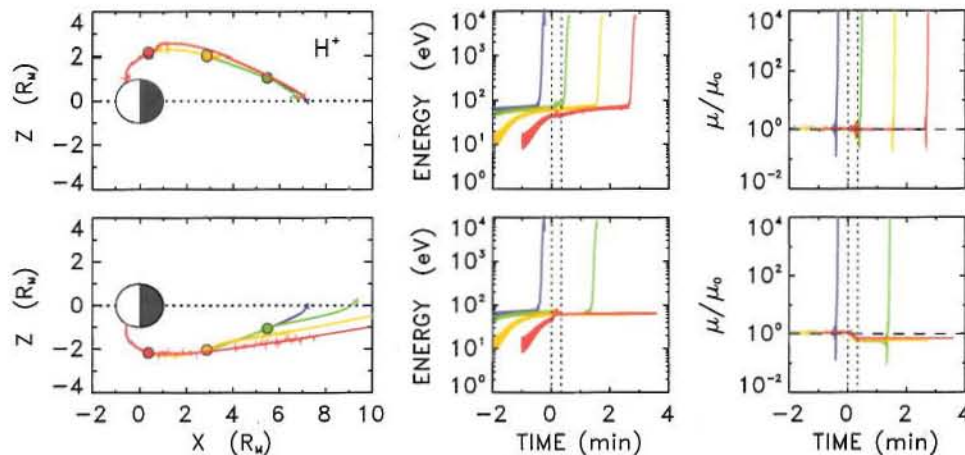 4
2
0
−2
−4
Z (R_M)
H⁺
10⁴
10³
10²
10¹
10⁰
ENERGY (eV)
10⁴
10²
10⁰
10⁻²
μ/μ₀
4
2
0
−2
−4
Z (R_M)
−2 0 2 4 6 8 10
X (R_M)
10⁴
10³
10²
10¹
10⁰
ENERGY (eV)
−2 0 2 4
TIME (min)
10⁴
10²
10⁰
10⁻²
μ/μ₀
−2 0 2 4
TIME (min)